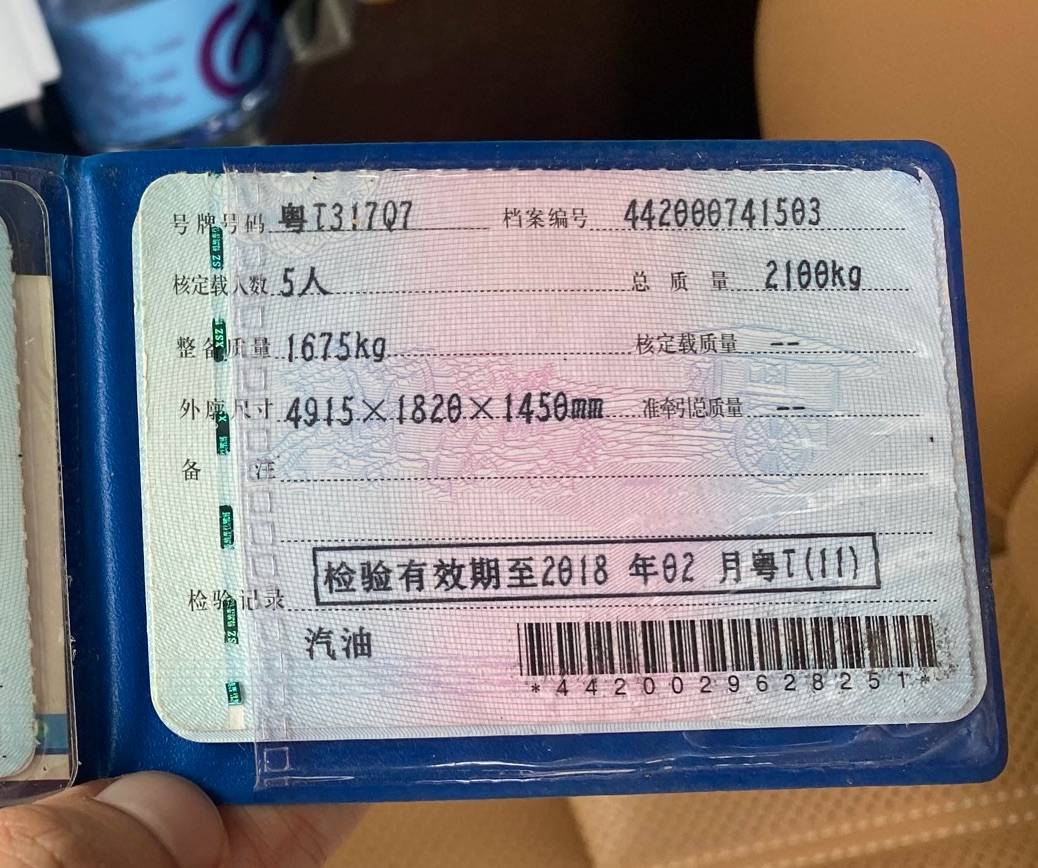 号牌号码 粤T317Q7 档案编号 442000741503
核定载人数 5人 总质量 2100kg
整备质量 1675kg 核定载质量 --
外廓尺寸 4915×1820×1450mm 准牵引总质量 --
备注
检验记录 检验有效期至2018年02月粤T(11)
汽油
*4420029628251*